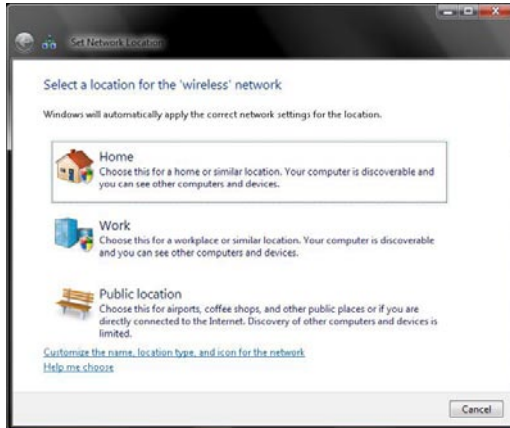 Set Network Location
Select a location for the 'wireless' network
Windows will automatically apply the correct network settings for the location.
Home
Choose this for a home or similar location. Your computer is discoverable and
you can see other computers and devices.
Work
Choose this for a workplace or similar location. Your computer is discoverable
and you can see other computers and devices.
Public location
Choose this for airports, coffee shops, and other public places or if you are
directly connected to the Internet. Discovery of other computers and devices is
limited.
Customize the name, location type, and icon for the network
Help me choose
Cancel